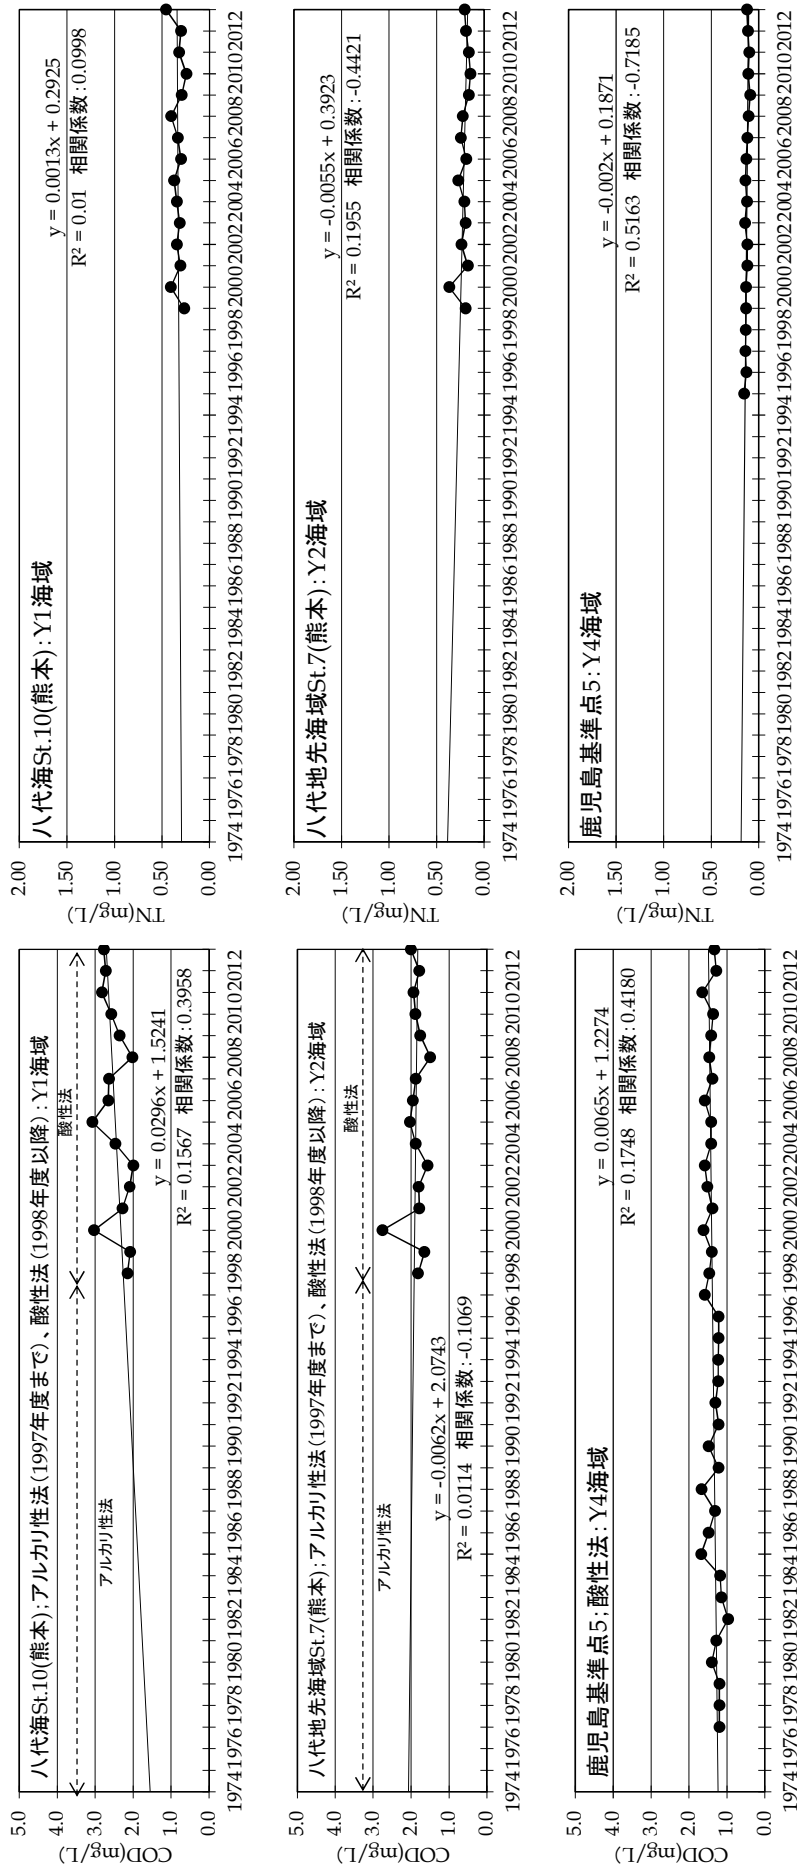 八代海St.10(熊本);アルカリ性法(1997年度まで)、酸性法(1998年度以降):Y1海域
COD(mg/L)
5.0
4.0
3.0
2.0
1.0
0.0
アルカリ性法
酸性法
y = 0.0296x + 1.5241
R² = 0.1567 相関係数:0.3958
1974 1976 1978 1980 1982 1984 1986 1988 1990 1992 1994 1996 1998 2000 2002 2004 2006 2008 2010 2012
八代海St.10(熊本):Y1海域
TN(mg/L)
2.00
1.50
1.00
0.50
0.00
y = 0.0013x + 0.2925
R² = 0.01 相関係数:0.0998
1974 1976 1978 1980 1982 1984 1986 1988 1990 1992 1994 1996 1998 2000 2002 2004 2006 2008 2010 2012
八代地先海域St.7(熊本);アルカリ性法(1997年度まで)、酸性法(1998年度以降):Y2海域
COD(mg/L)
5.0
4.0
3.0
2.0
1.0
0.0
アルカリ性法
酸性法
y = -0.0062x + 2.0743
R² = 0.0114 相関係数:-0.1069
1974 1976 1978 1980 1982 1984 1986 1988 1990 1992 1994 1996 1998 2000 2002 2004 2006 2008 2010 2012
八代地先海域St.7(熊本):Y2海域
TN(mg/L)
2.00
1.50
1.00
0.50
0.00
y = -0.0055x + 0.3923
R² = 0.1955 相関係数:-0.4421
1974 1976 1978 1980 1982 1984 1986 1988 1990 1992 1994 1996 1998 2000 2002 2004 2006 2008 2010 2012
鹿児島基準点5;酸性法:Y4海域
COD(mg/L)
5.0
4.0
3.0
2.0
1.0
0.0
y = 0.0065x + 1.2274
R² = 0.1748 相関係数:0.4180
1974 1976 1978 1980 1982 1984 1986 1988 1990 1992 1994 1996 1998 2000 2002 2004 2006 2008 2010 2012
鹿児島基準点5:Y4海域
TN(mg/L)
2.00
1.50
1.00
0.50
0.00
y = -0.002x + 0.1871
R² = 0.5163 相関係数:-0.7185
1974 1976 1978 1980 1982 1984 1986 1988 1990 1992 1994 1996 1998 2000 2002 2004 2006 2008 2010 2012